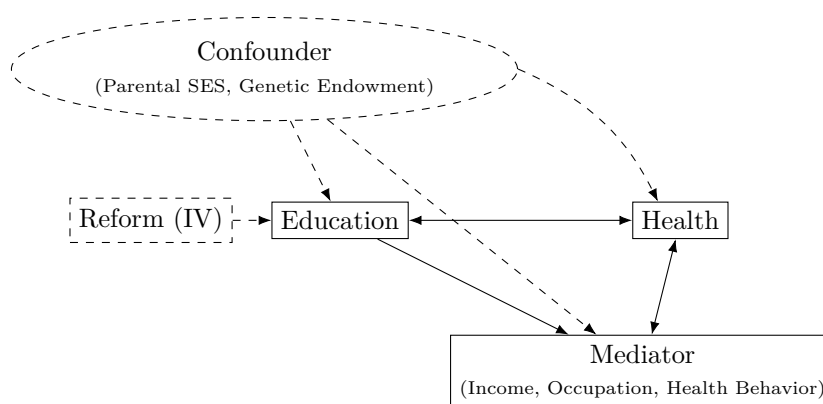 Confounder
(Parental SES, Genetic Endowment)
Reform (IV)
Education
Health
Mediator
(Income, Occupation, Health Behavior)